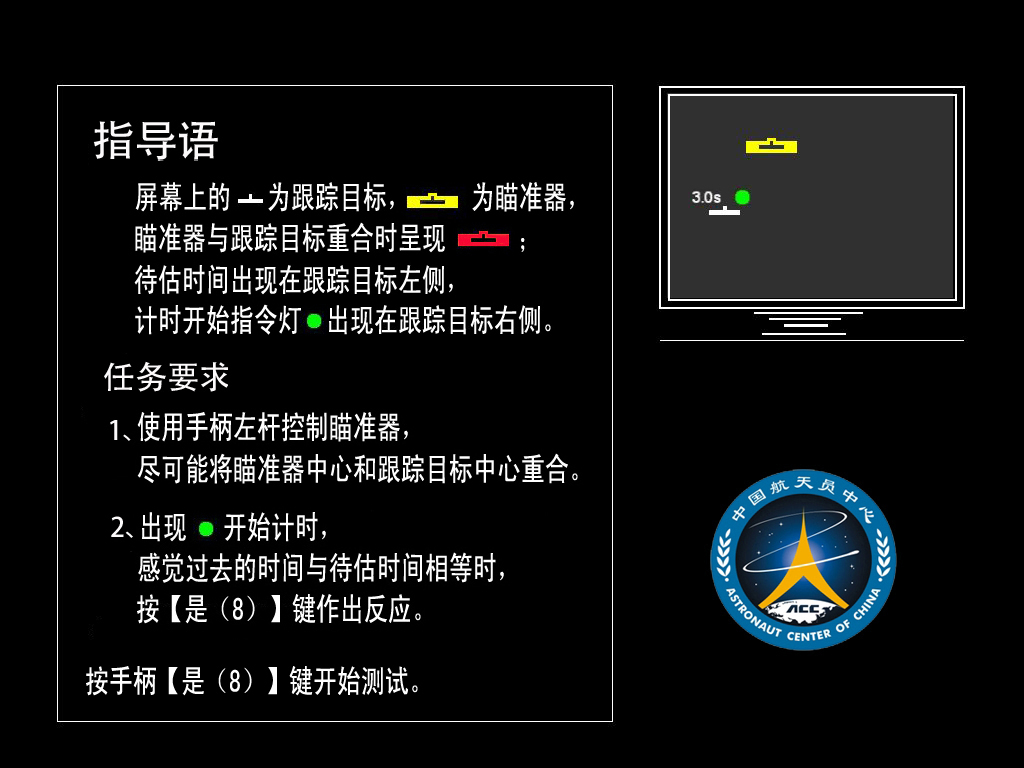 指导语
屏幕上的 为跟踪目标， 为瞄准器，
瞄准器与跟踪目标重合时呈现 ；
待估时间出现在跟踪目标左侧，
计时开始指令灯 出现在跟踪目标右侧。
任务要求
1、使用手柄左杆控制瞄准器，
尽可能将瞄准器中心和跟踪目标中心重合。
2、出现 开始计时，
感觉过去的时间与待估时间相等时，
按【是（8）】键作出反应。
按手柄【是（8）】键开始测试。
3.0s
中国航天员中心
ACC
ASTRONAUT CENTER OF CHINA